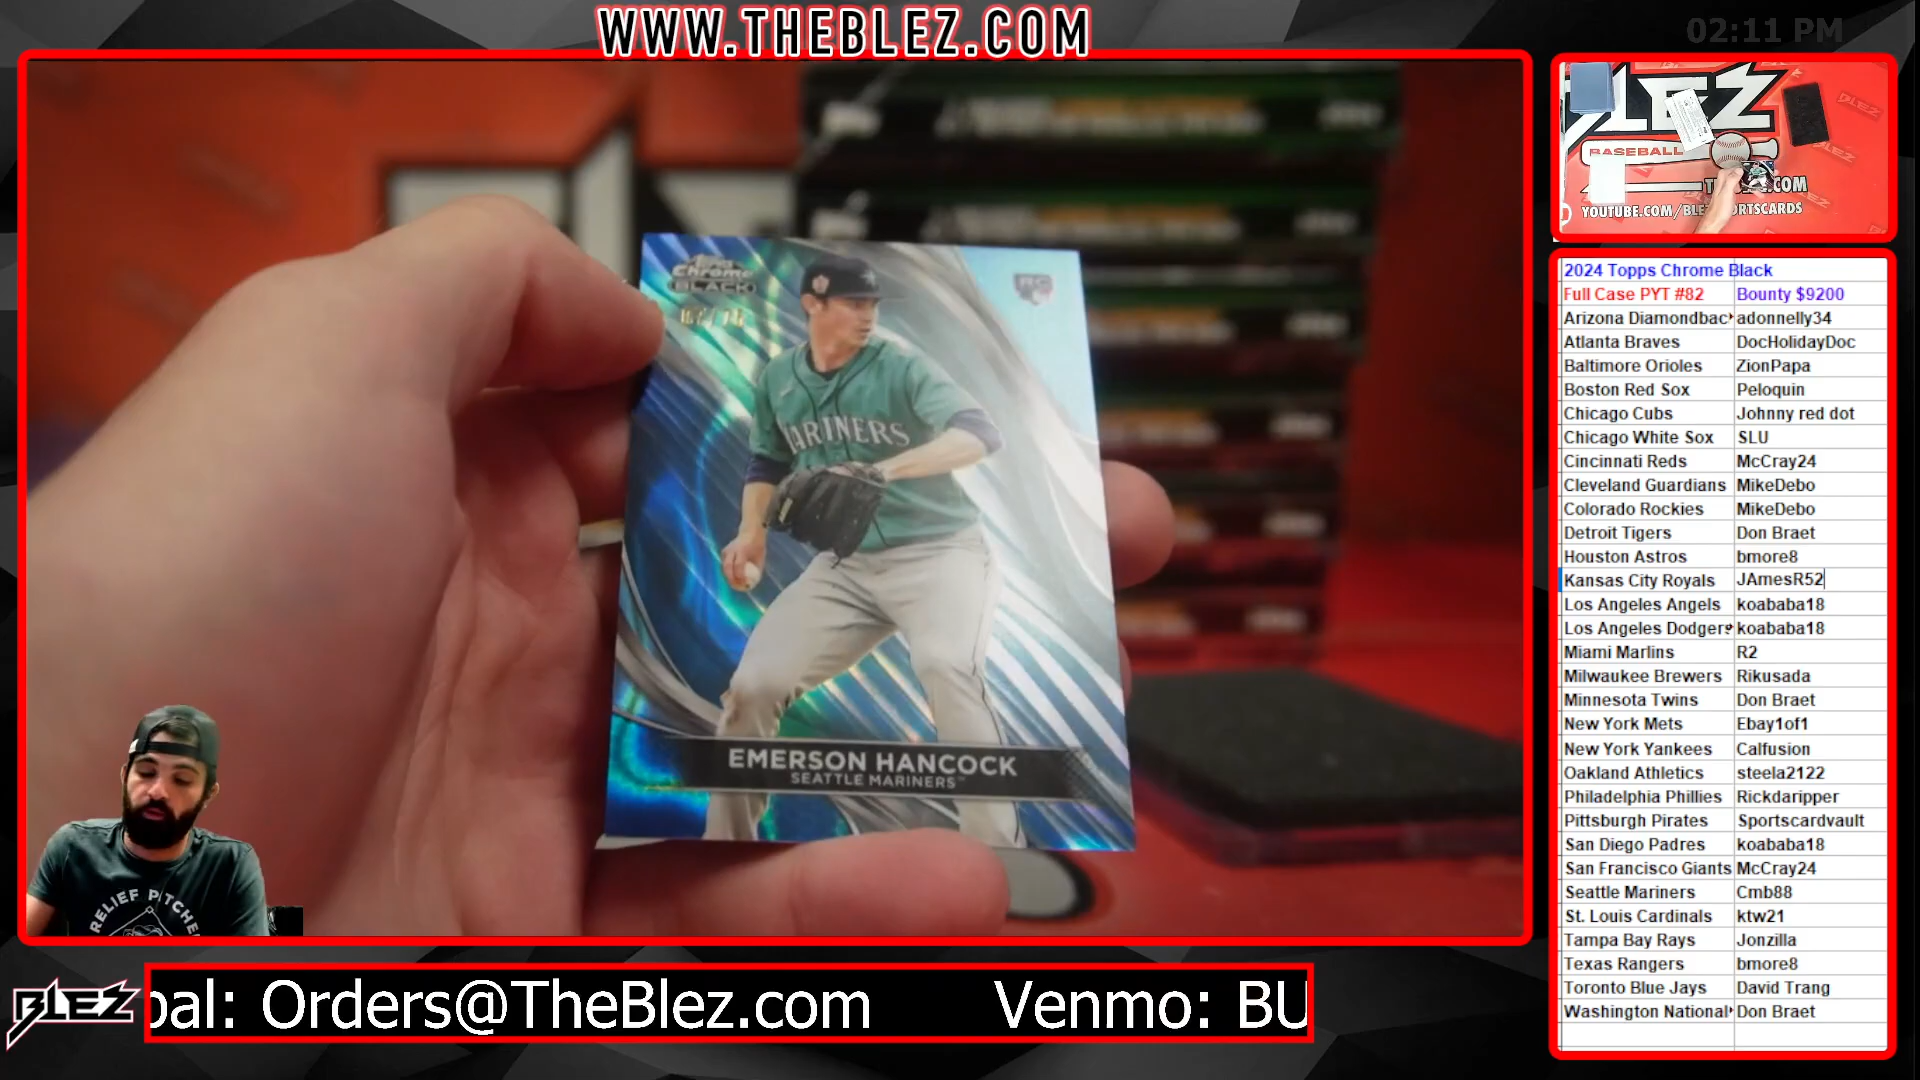 WWW.THEBLEZ.COM
02:11 PM
Topps
Chrome
BLACK
RC
MARINERS
EMERSON HANCOCK
SEATTLE MARINERS™
RELIEF PITCHE
BLEZ
BASEBALL
YOUTUBE.COM/BLE
RTSCARDS
.COM
BLEZ
2024 Topps Chrome Black
Full Case PYT #82 Bounty $9200
Arizona Diamondbac adonnelly34
Atlanta Braves DocHolidayDoc
Baltimore Orioles ZionPapa
Boston Red Sox Peloquin
Chicago Cubs Johnny red dot
Chicago White Sox SLU
Cincinnati Reds McCray24
Cleveland Guardians MikeDebo
Colorado Rockies MikeDebo
Detroit Tigers Don Braet
Houston Astros bmore8
Kansas City Royals JAmesR52
Los Angeles Angels koababa18
Los Angeles Dodgers koababa18
Miami Marlins R2
Milwaukee Brewers Rikusada
Minnesota Twins Don Braet
New York Mets Ebay1of1
New York Yankees Calfusion
Oakland Athletics steela2122
Philadelphia Phillies Rickdaripper
Pittsburgh Pirates Sportscardvault
San Diego Padres koababa18
San Francisco Giants McCray24
Seattle Mariners Cmb88
St. Louis Cardinals ktw21
Tampa Bay Rays Jonzilla
Texas Rangers bmore8
Toronto Blue Jays David Trang
Washington National Don Braet
BLEZ
pal: Orders@TheBlez.com Venmo: BU